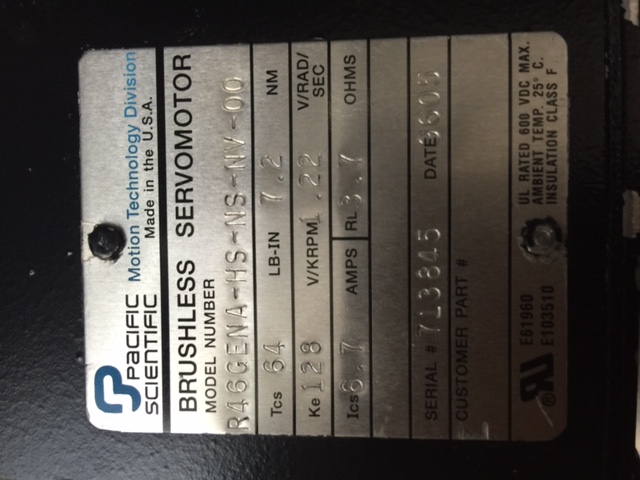 PACIFIC
SCIENTIFIC
Motion Technology Division
Made in the U.S.A.
BRUSHLESS SERVOMOTOR
MODEL NUMBER
R46GENA-HS-NS-NV-00
Tcs 64 LB-IN 7.2 NM
Ke 128 V/KRPM 1.22 V/RAD/SEC
Ics 6.7 AMPS RL 3.7 OHMS
SERIAL # 713845 DATE
CUSTOMER PART #
E61960
E103510
UL RATED 600 VDC MAX.
AMBIENT TEMP. 25° C.
INSULATION CLASS F